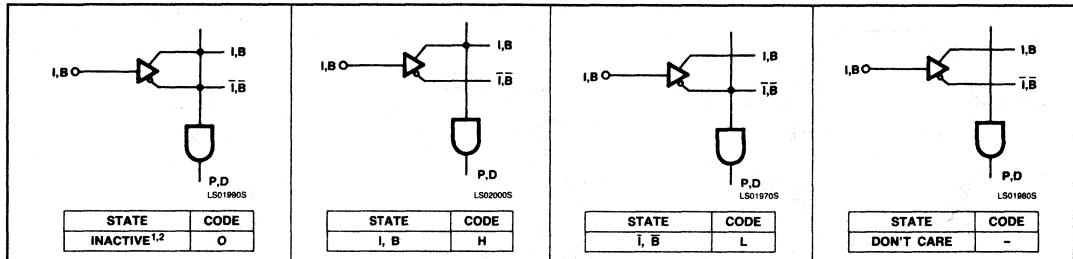 I,B
I,B
I̅,B̅
P,D
LS01990S
STATE CODE
INACTIVE1,2 O
I,B
I,B
I̅,B̅
P,D
LS02000S
STATE CODE
I, B H
I,B
I,B
I̅,B̅
P,D
LS01970S
STATE CODE
I̅, B̅ L
I,B
I,B
I̅,B̅
P,D
LS01980S
STATE CODE
DON'T CARE –